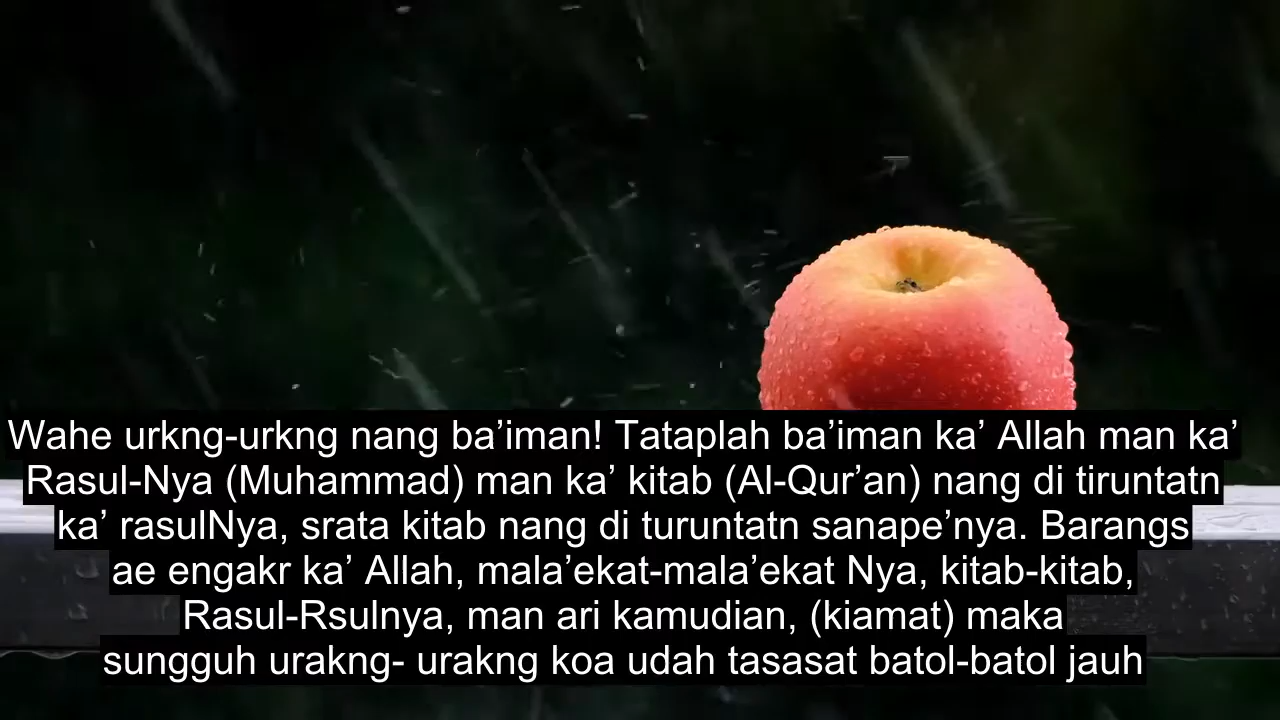 Wahe urkng-urkng nang ba’iman! Tataplah ba’iman ka’ Allah man ka’
Rasul-Nya (Muhammad) man ka’ kitab (Al-Qur’an) nang di tiruntatn
ka’ rasulNya, srata kitab nang di turuntatn sanape’nya. Barangs
ae engakr ka’ Allah, mala’ekat-mala’ekat Nya, kitab-kitab,
Rasul-Rsulnya, man ari kamudian, (kiamat) maka
sungguh urakng- urakng koa udah tasasat batol-batol jauh